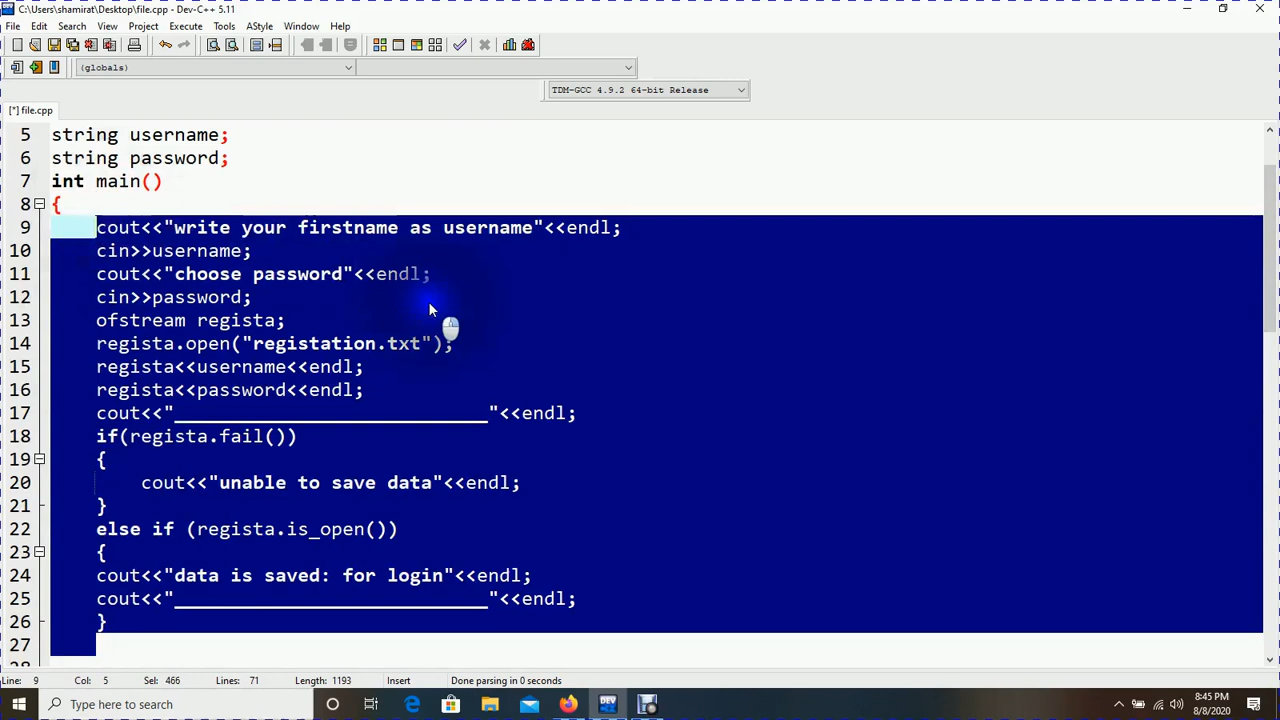 C:\Users\shamirat\Desktop\file.cpp - Dev-C++ 5.11
File Edit Search View Project Execute Tools AStyle Window Help
(globals)
TDM-GCC 4.9.2 64-bit Release
[*] file.cpp
5 string username;
6 string password;
7 int main()
8 {
9 cout<<"write your firstname as username"<<endl;
10 cin>>username;
11 cout<<"choose password"<<endl;
12 cin>>password;
13 ofstream regista;
14 regista.open("registation.txt");
15 regista<<username<<endl;
16 regista<<password<<endl;
17 cout<<"____________________________"<<endl;
18 if(regista.fail())
19 {
20 cout<<"unable to save data"<<endl;
21 }
22 else if (regista.is_open())
23 {
24 cout<<"data is saved: for login"<<endl;
25 cout<<"____________________________"<<endl;
26 }
27
Line: 9 Col: 5 Sel: 466 Lines: 71 Length: 1193 Insert Done parsing in 0 seconds
Type here to search
DEV
8:45 PM
8/8/2020